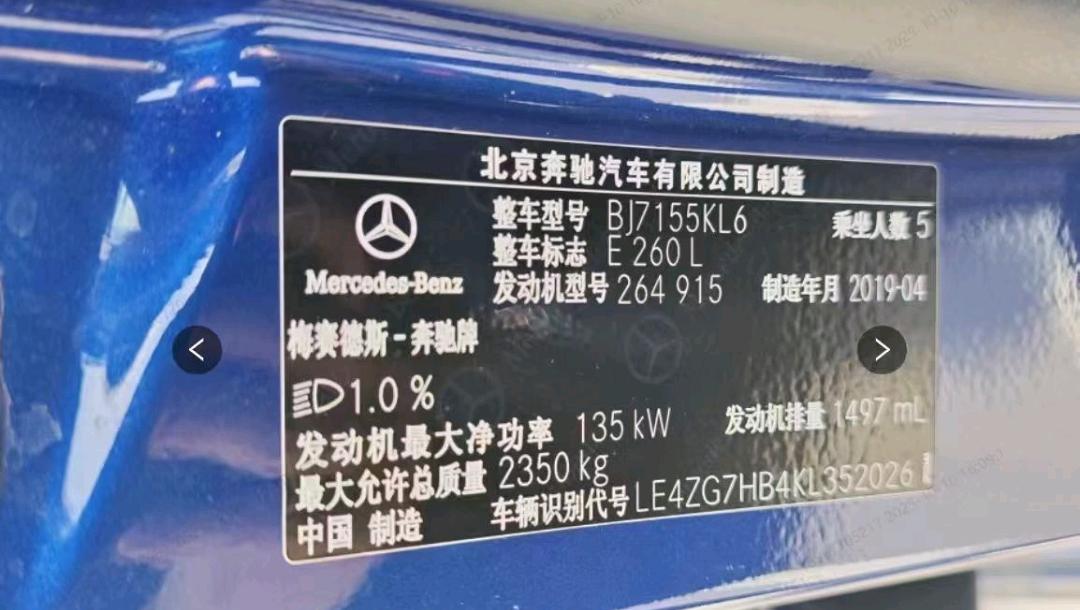 北京奔驰汽车有限公司制造
整车型号 BJ7155KL6 乘坐人数 5
整车标志 E 260 L
发动机型号 264 915 制造年月 2019-04
Mercedes-Benz
梅赛德斯-奔驰牌
1.0 %
发动机最大净功率 135 kW 发动机排量 1497 mL
最大允许总质量 2350 kg
中国 制造 车辆识别代号 LE4ZG7HB4KL352026